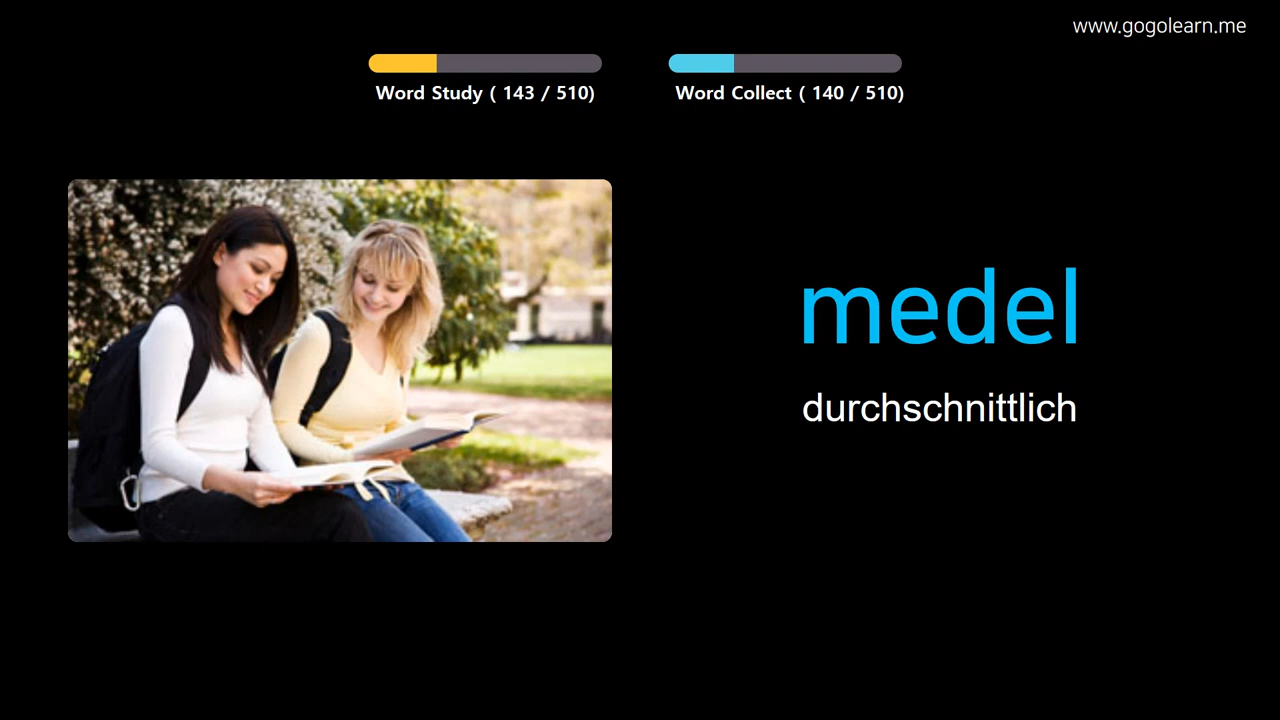 www.gogolearn.me
Word Study ( 143 / 510)
Word Collect ( 140 / 510)
medel
durchschnittlich